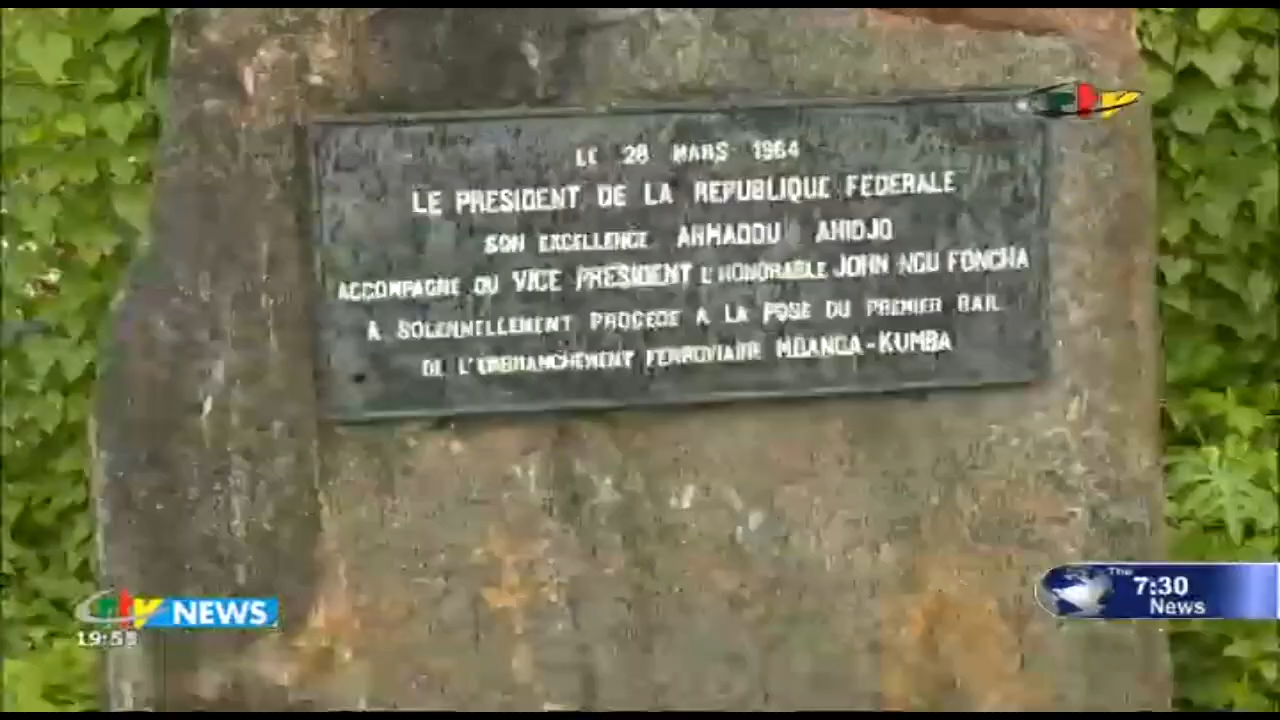 LE 28 MARS 1964
LE PRESIDENT DE LA REPUBLIQUE FEDERALE
SON EXCELLENCE AHMADOU AHIDJO
ACCOMPAGNE DU VICE PRESIDENT L'HONORABLE JOHN NGU FONCHA
A SOLENNELLEMENT PROCEDE A LA POSE DU PREMIER RAIL
DE L'EMBRANCHEMENT FERROVIAIRE MBANGA-KUMBA
crtv NEWS
The
7:30
News